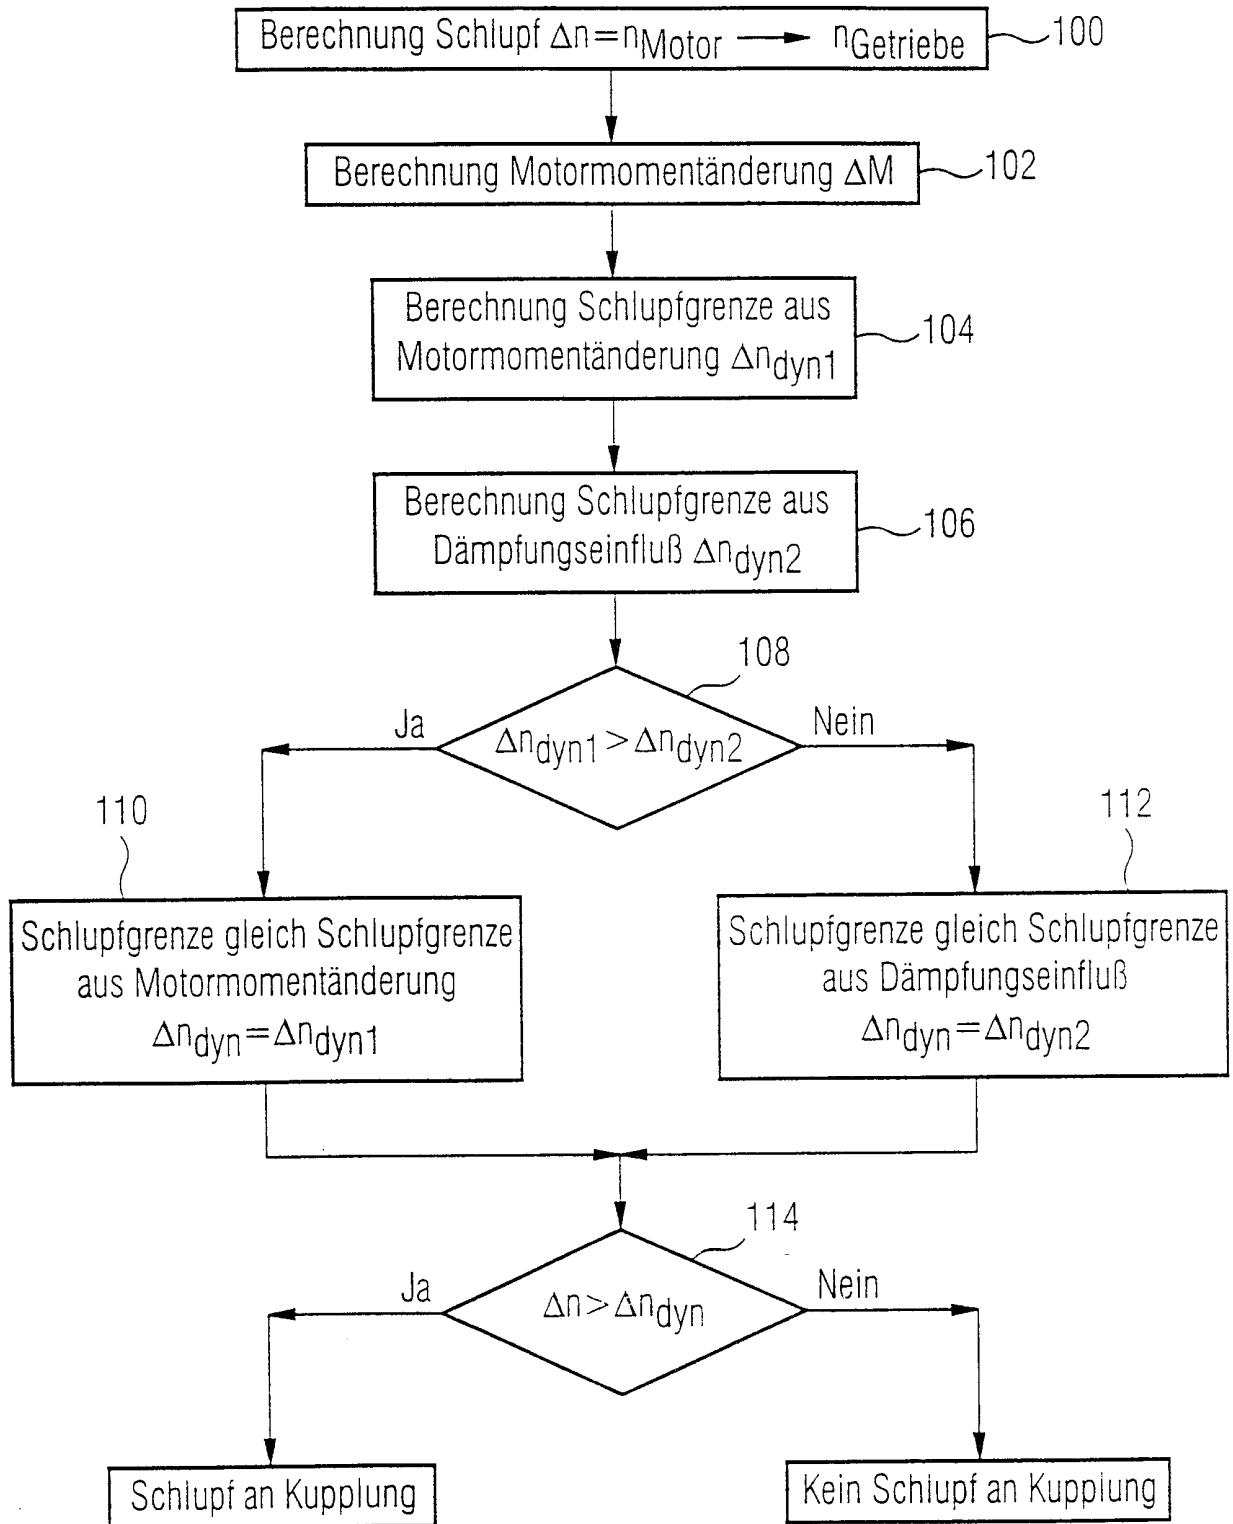 Berechnung Schlupf Δn=nMotor → nGetriebe
100
Berechnung Motormomentänderung ΔM
102
Berechnung Schlupfgrenze aus
Motormomentänderung Δndyn1
104
Berechnung Schlupfgrenze aus
Dämpfungseinfluß Δndyn2
106
108
Ja
Δndyn1>Δndyn2
Nein
110
Schlupfgrenze gleich Schlupfgrenze
aus Motormomentänderung
Δndyn=Δndyn1
112
Schlupfgrenze gleich Schlupfgrenze
aus Dämpfungseinfluß
Δndyn=Δndyn2
114
Ja
Δn>Δndyn
Nein
Schlupf an Kupplung
Kein Schlupf an Kupplung